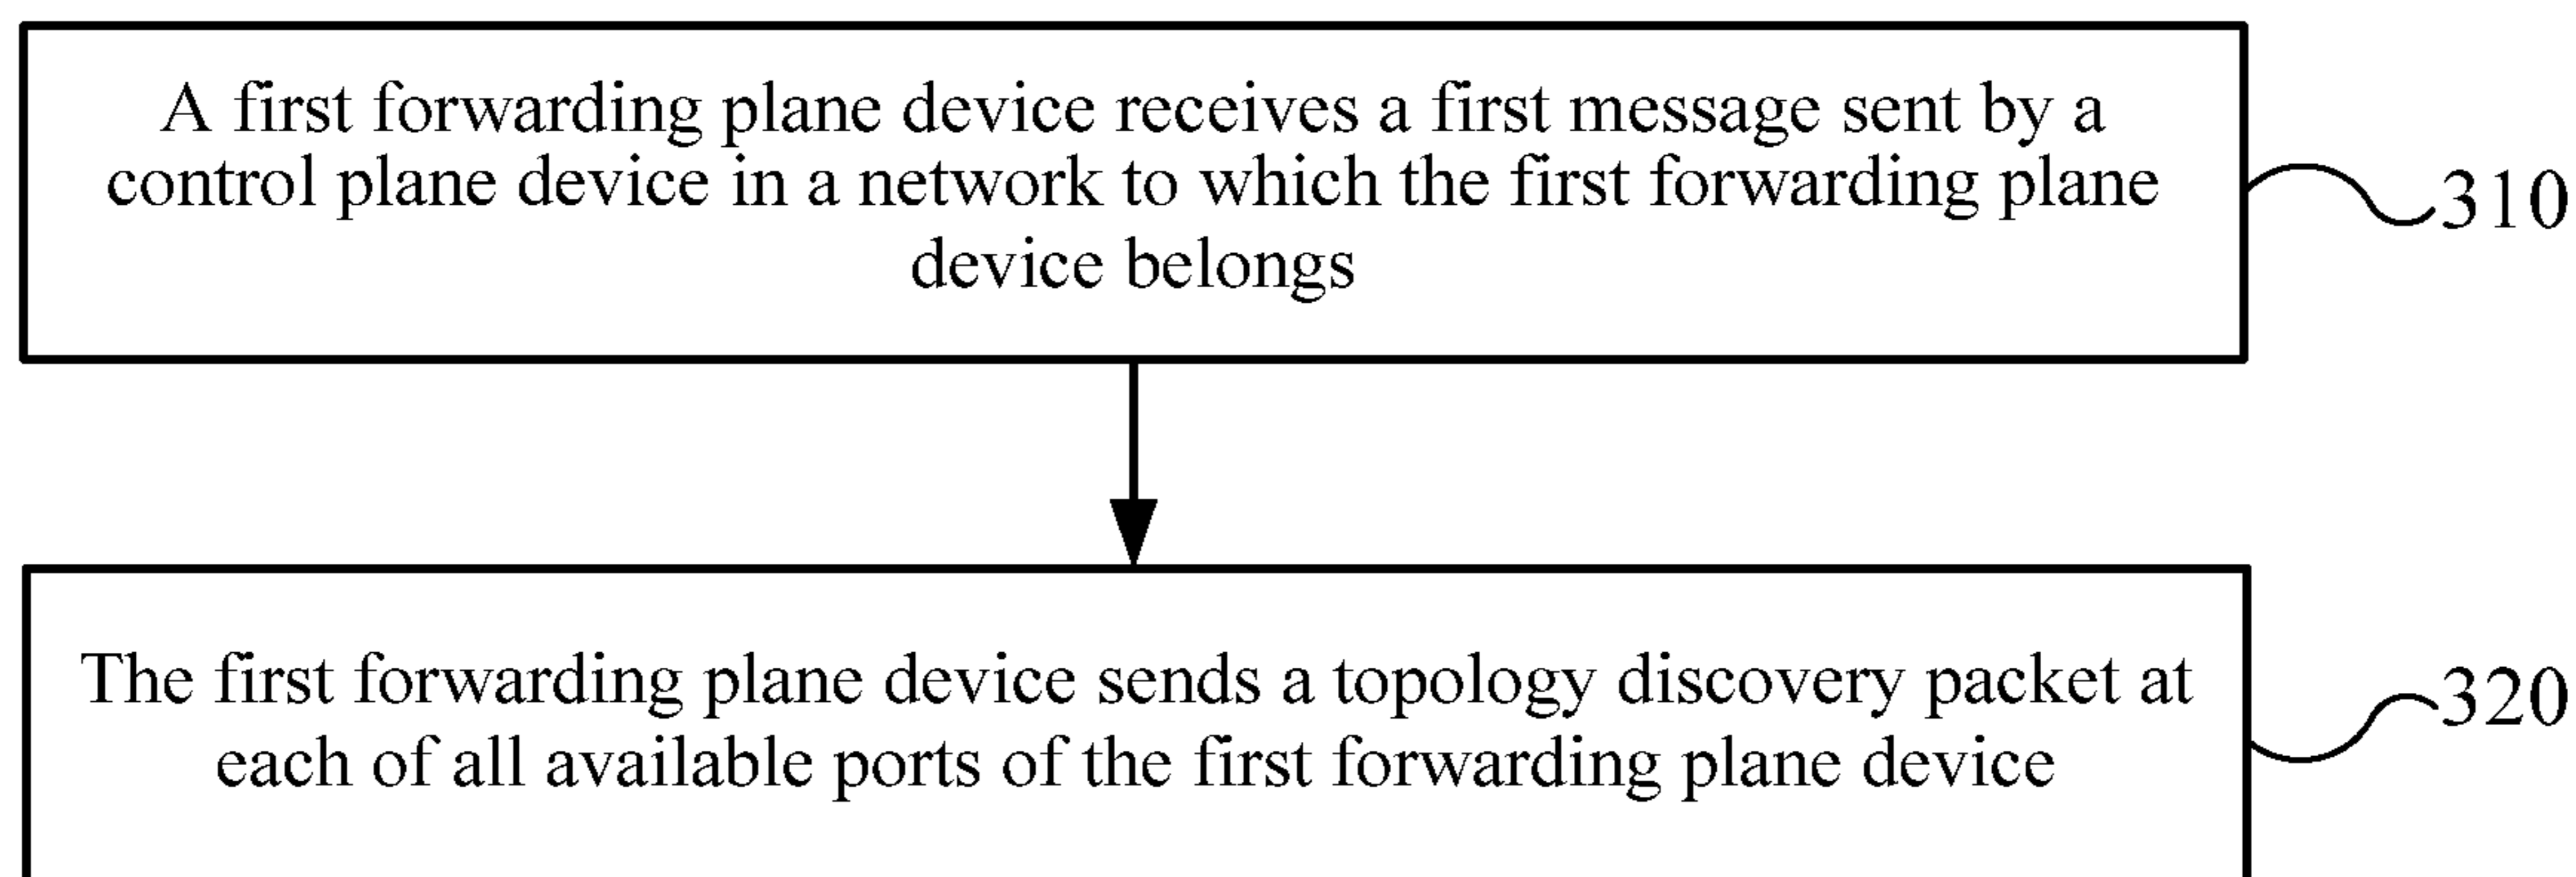 A first forwarding plane device receives a first message sent by a
control plane device in a network to which the first forwarding plane
device belongs
310
The first forwarding plane device sends a topology discovery packet at
each of all available ports of the first forwarding plane device
320